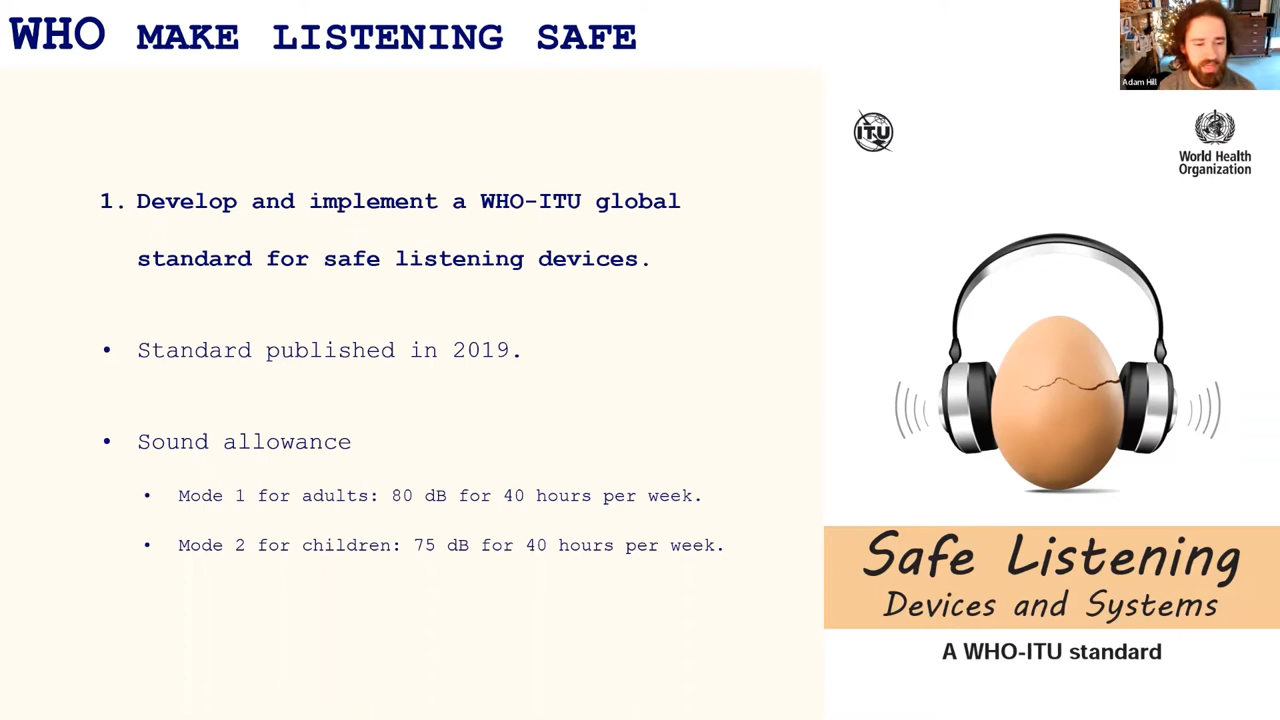 WHO MAKE LISTENING SAFE
Adam Hill
1. Develop and implement a WHO-ITU global
standard for safe listening devices.
• Standard published in 2019.
• Sound allowance
• Mode 1 for adults: 80 dB for 40 hours per week.
• Mode 2 for children: 75 dB for 40 hours per week.
ITU
World Health
Organization
Safe Listening
Devices and Systems
A WHO-ITU standard